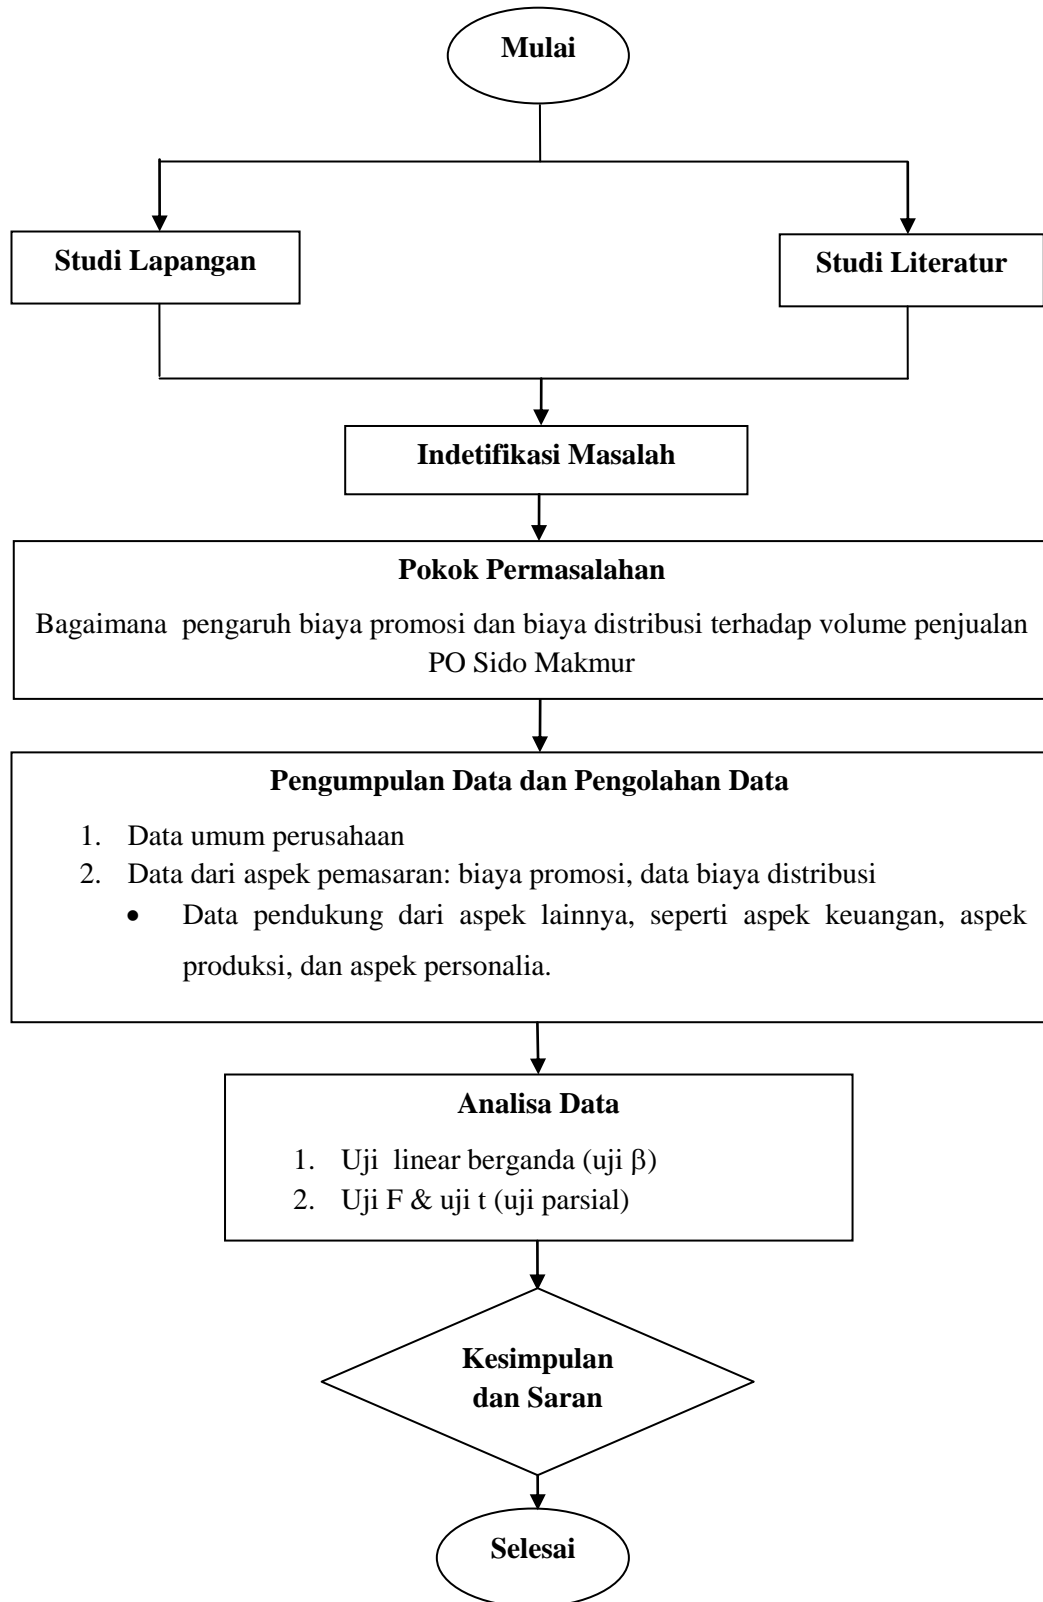 Mulai
Studi Lapangan
Studi Literatur
Indetifikasi Masalah
Pokok Permasalahan
Bagaimana pengaruh biaya promosi dan biaya distribusi terhadap volume penjualan
PO Sido Makmur
Pengumpulan Data dan Pengolahan Data
1. Data umum perusahaan
2. Data dari aspek pemasaran: biaya promosi, data biaya distribusi
• Data pendukung dari aspek lainnya, seperti aspek keuangan, aspek
produksi, dan aspek personalia.
Analisa Data
1. Uji linear berganda (uji β)
2. Uji F & uji t (uji parsial)
Kesimpulan
dan Saran
Selesai